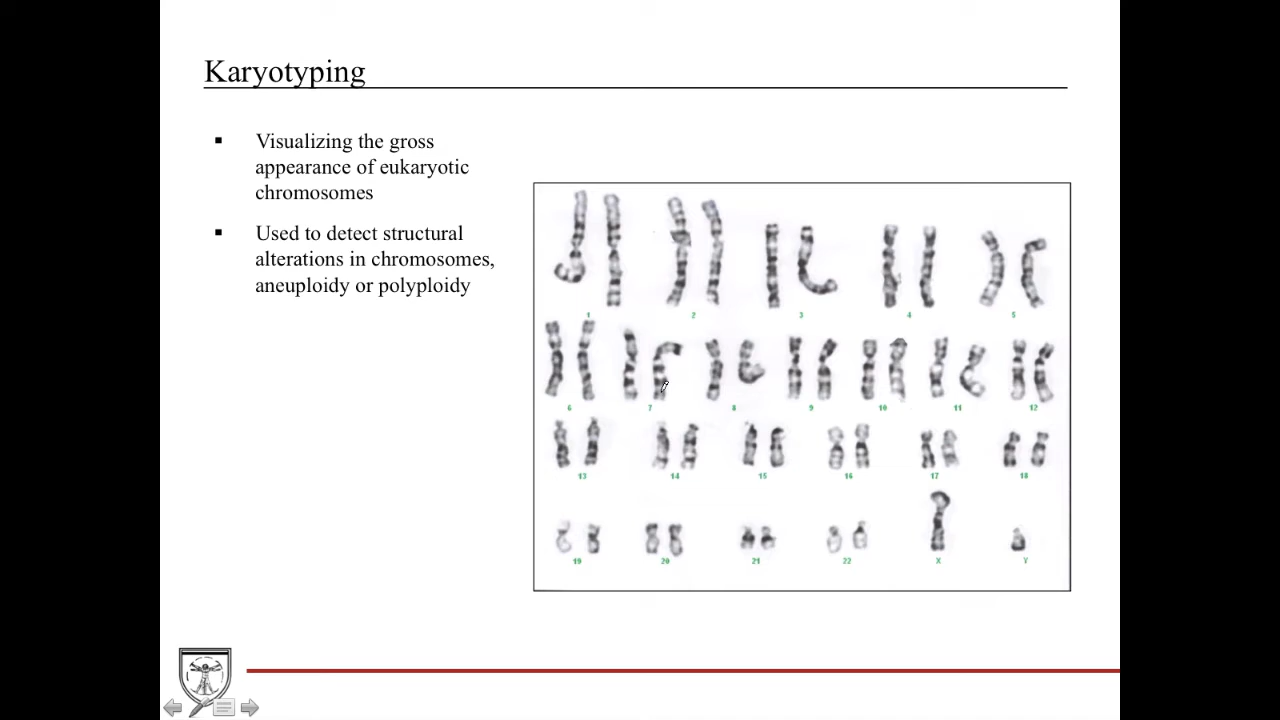 Karyotyping
▪ Visualizing the gross
appearance of eukaryotic
chromosomes
▪ Used to detect structural
alterations in chromosomes,
aneuploidy or polyploidy
1 2 3 4 5
6 7 8 9 10 11 12
13 14 15 16 17 18
19 20 21 22 X Y